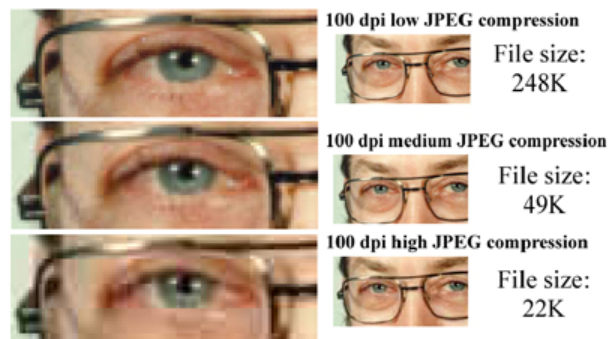 100 dpi low JPEG compression
File size:
248K
100 dpi medium JPEG compression
File size:
49K
100 dpi high JPEG compression
File size:
22K